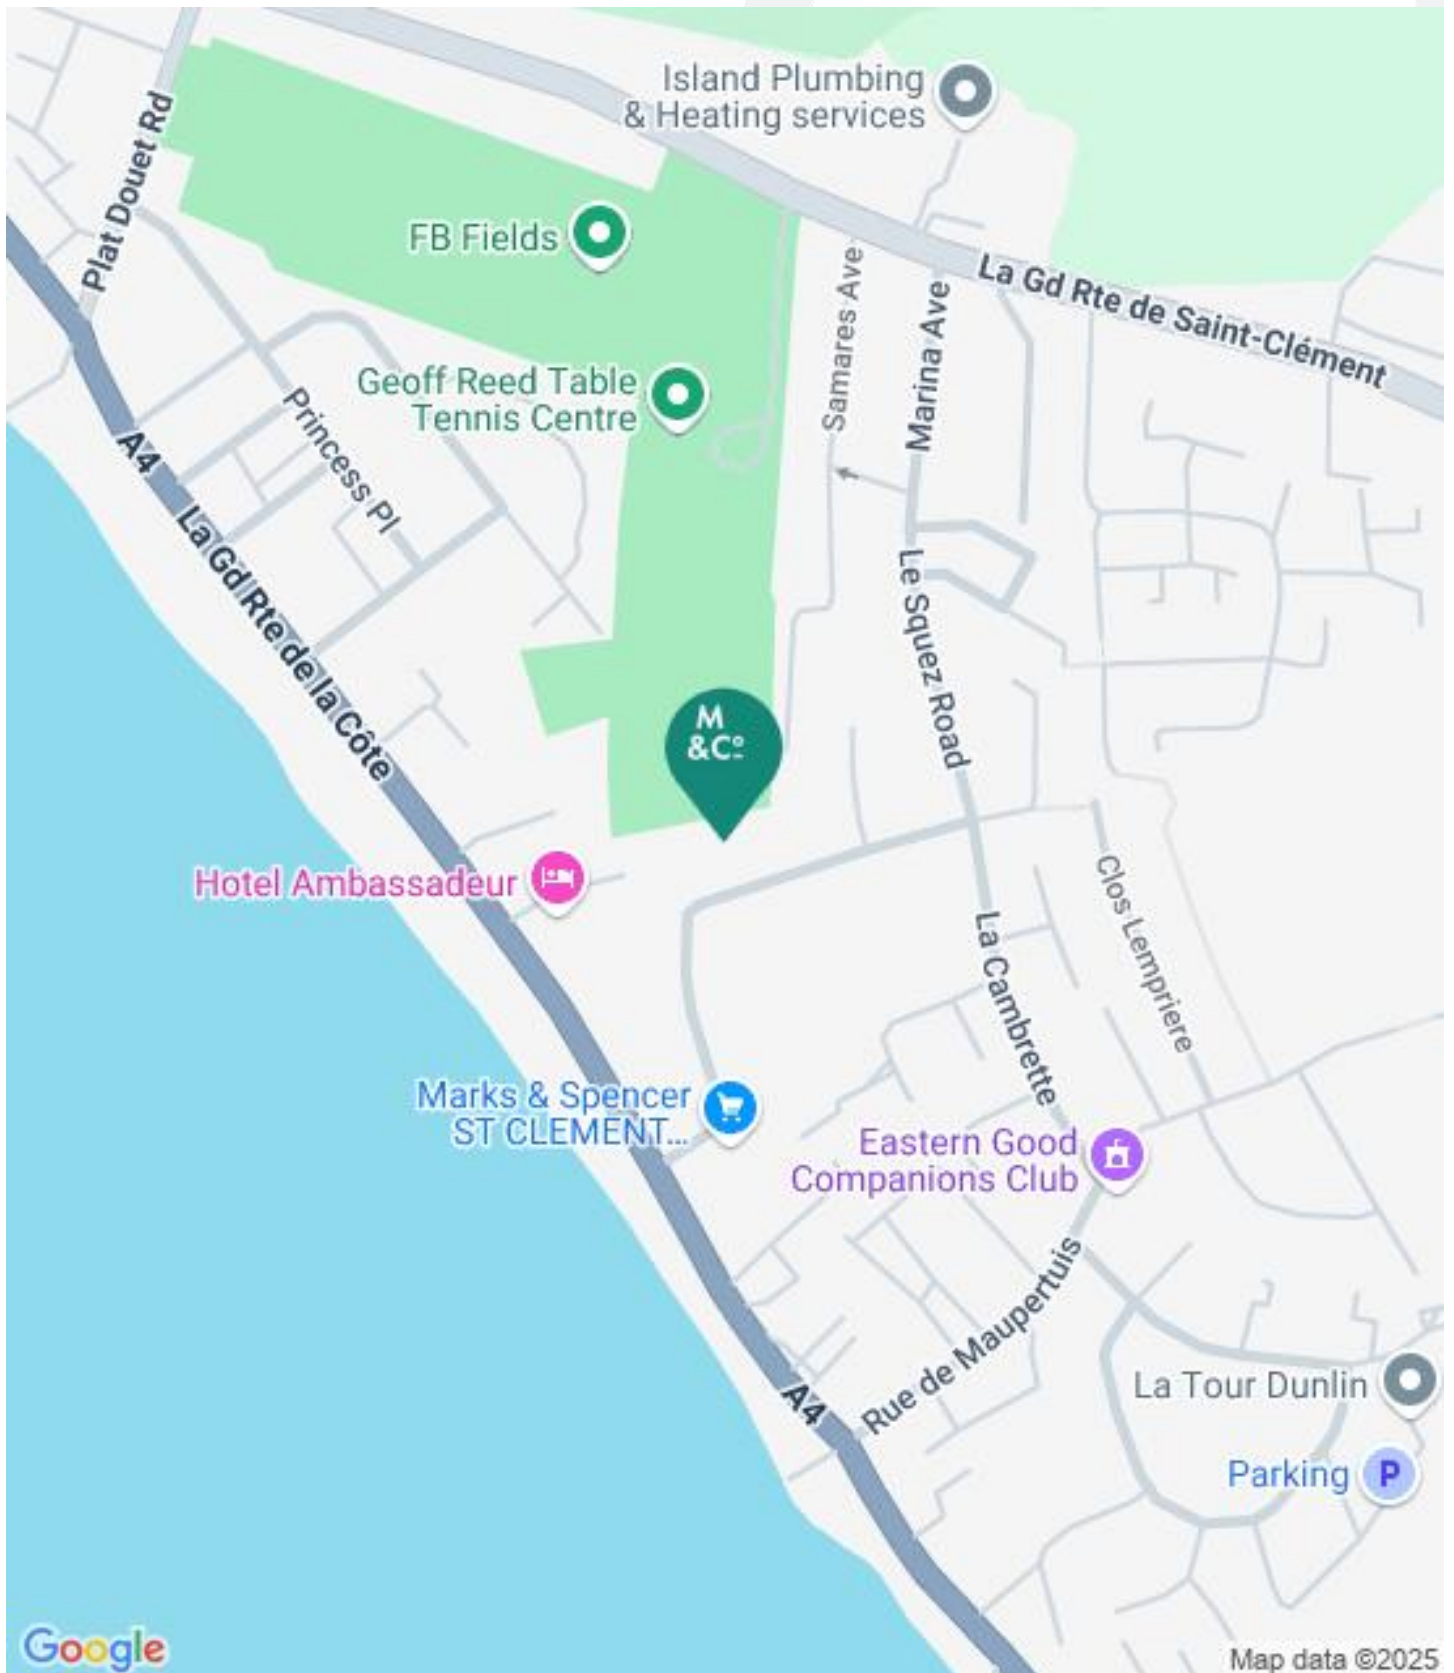 Island Plumbing
& Heating services
Plat Douet Rd
FB Fields
La Gd Rte de Saint-Clément
Samares Ave
Marina Ave
Geoff Reed Table
Tennis Centre
Princess Pl
A4
La Gd Rte de la Côte
Le Squez Road
M
&Cº
Hotel Ambassadeur
Clos Lempriere
La Cambrette
Marks & Spencer
ST CLEMENT...
Eastern Good
Companions Club
Rue de Maupertuis
La Tour Dunlin
A4
Parking
P
Google
Map data ©2025